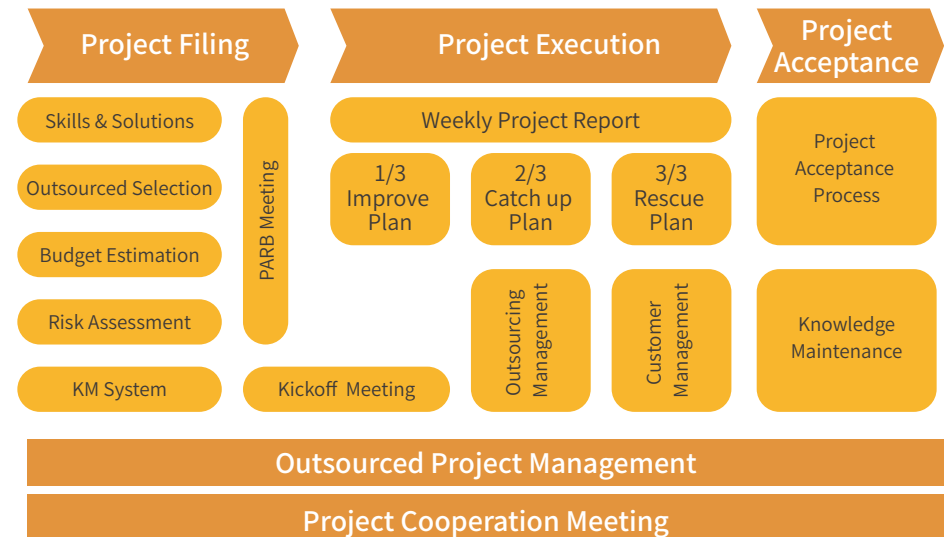 Project Filing
Project Execution
Project
Acceptance
Skills & Solutions
Outsourced Selection
Budget Estimation
Risk Assessment
KM System
PARB Meeting
Kickoff Meeting
Weekly Project Report
1/3
Improve
Plan
2/3
Catch up
Plan
3/3
Rescue
Plan
Outsourcing
Management
Customer
Management
Project
Acceptance
Process
Knowledge
Maintenance
Outsourced Project Management
Project Cooperation Meeting